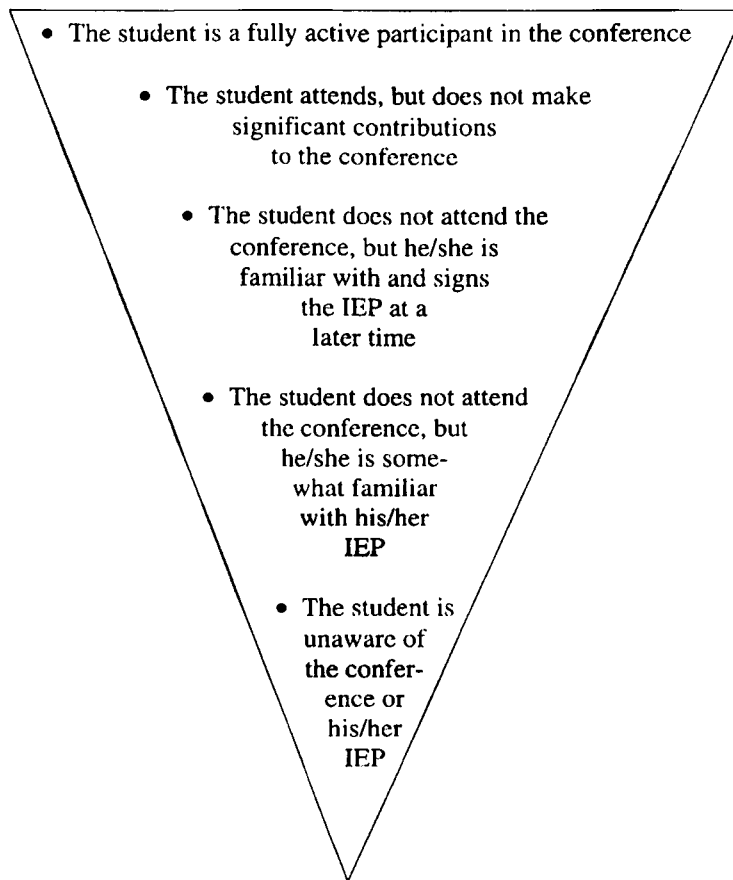 • The student is a fully active participant in the conference
• The student attends, but does not make
significant contributions
to the conference
• The student does not attend the
conference, but he/she is
familiar with and signs
the IEP at a
later time
• The student does not attend
the conference, but
he/she is some-
what familiar
with his/her
IEP
• The student is
unaware of
the confer-
ence or
his/her
IEP